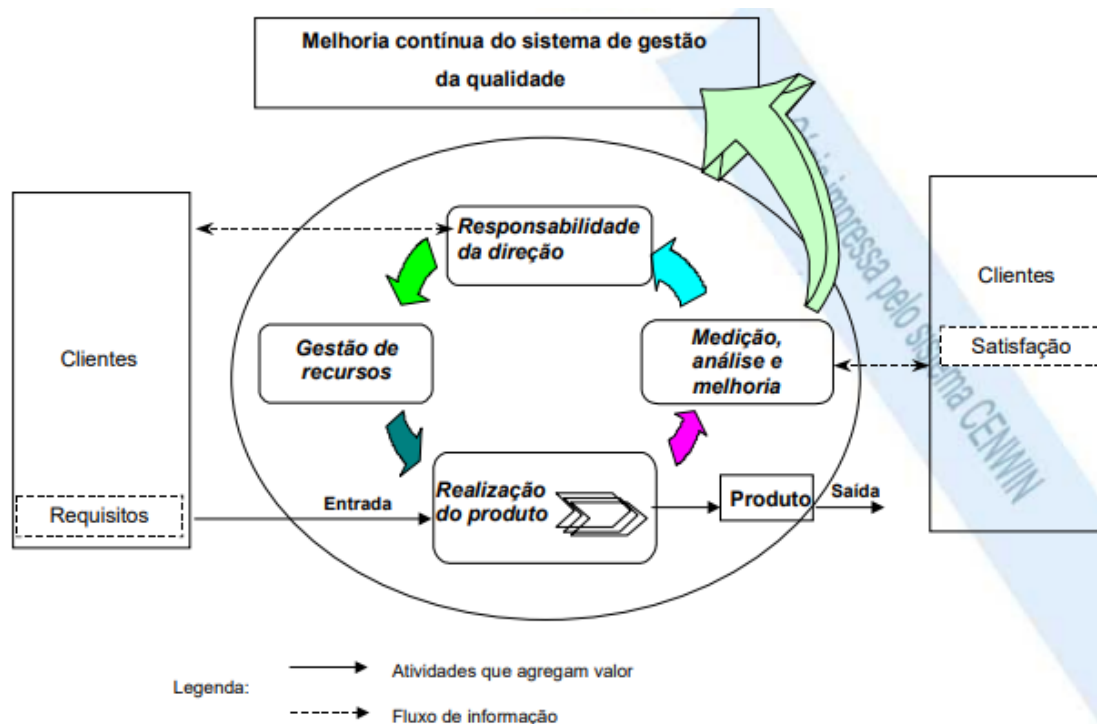 Melhoria contínua do sistema de gestão
da qualidade
Responsabilidade
da direção
Clientes
Gestão de
recursos
Medição,
análise e
melhoria
Clientes
Satisfação
Requisitos
Entrada
Realização
do produto
Produto
Saída
Legenda:
Atividades que agregam valor
Fluxo de informação
impressa pelo sistema CENWIN